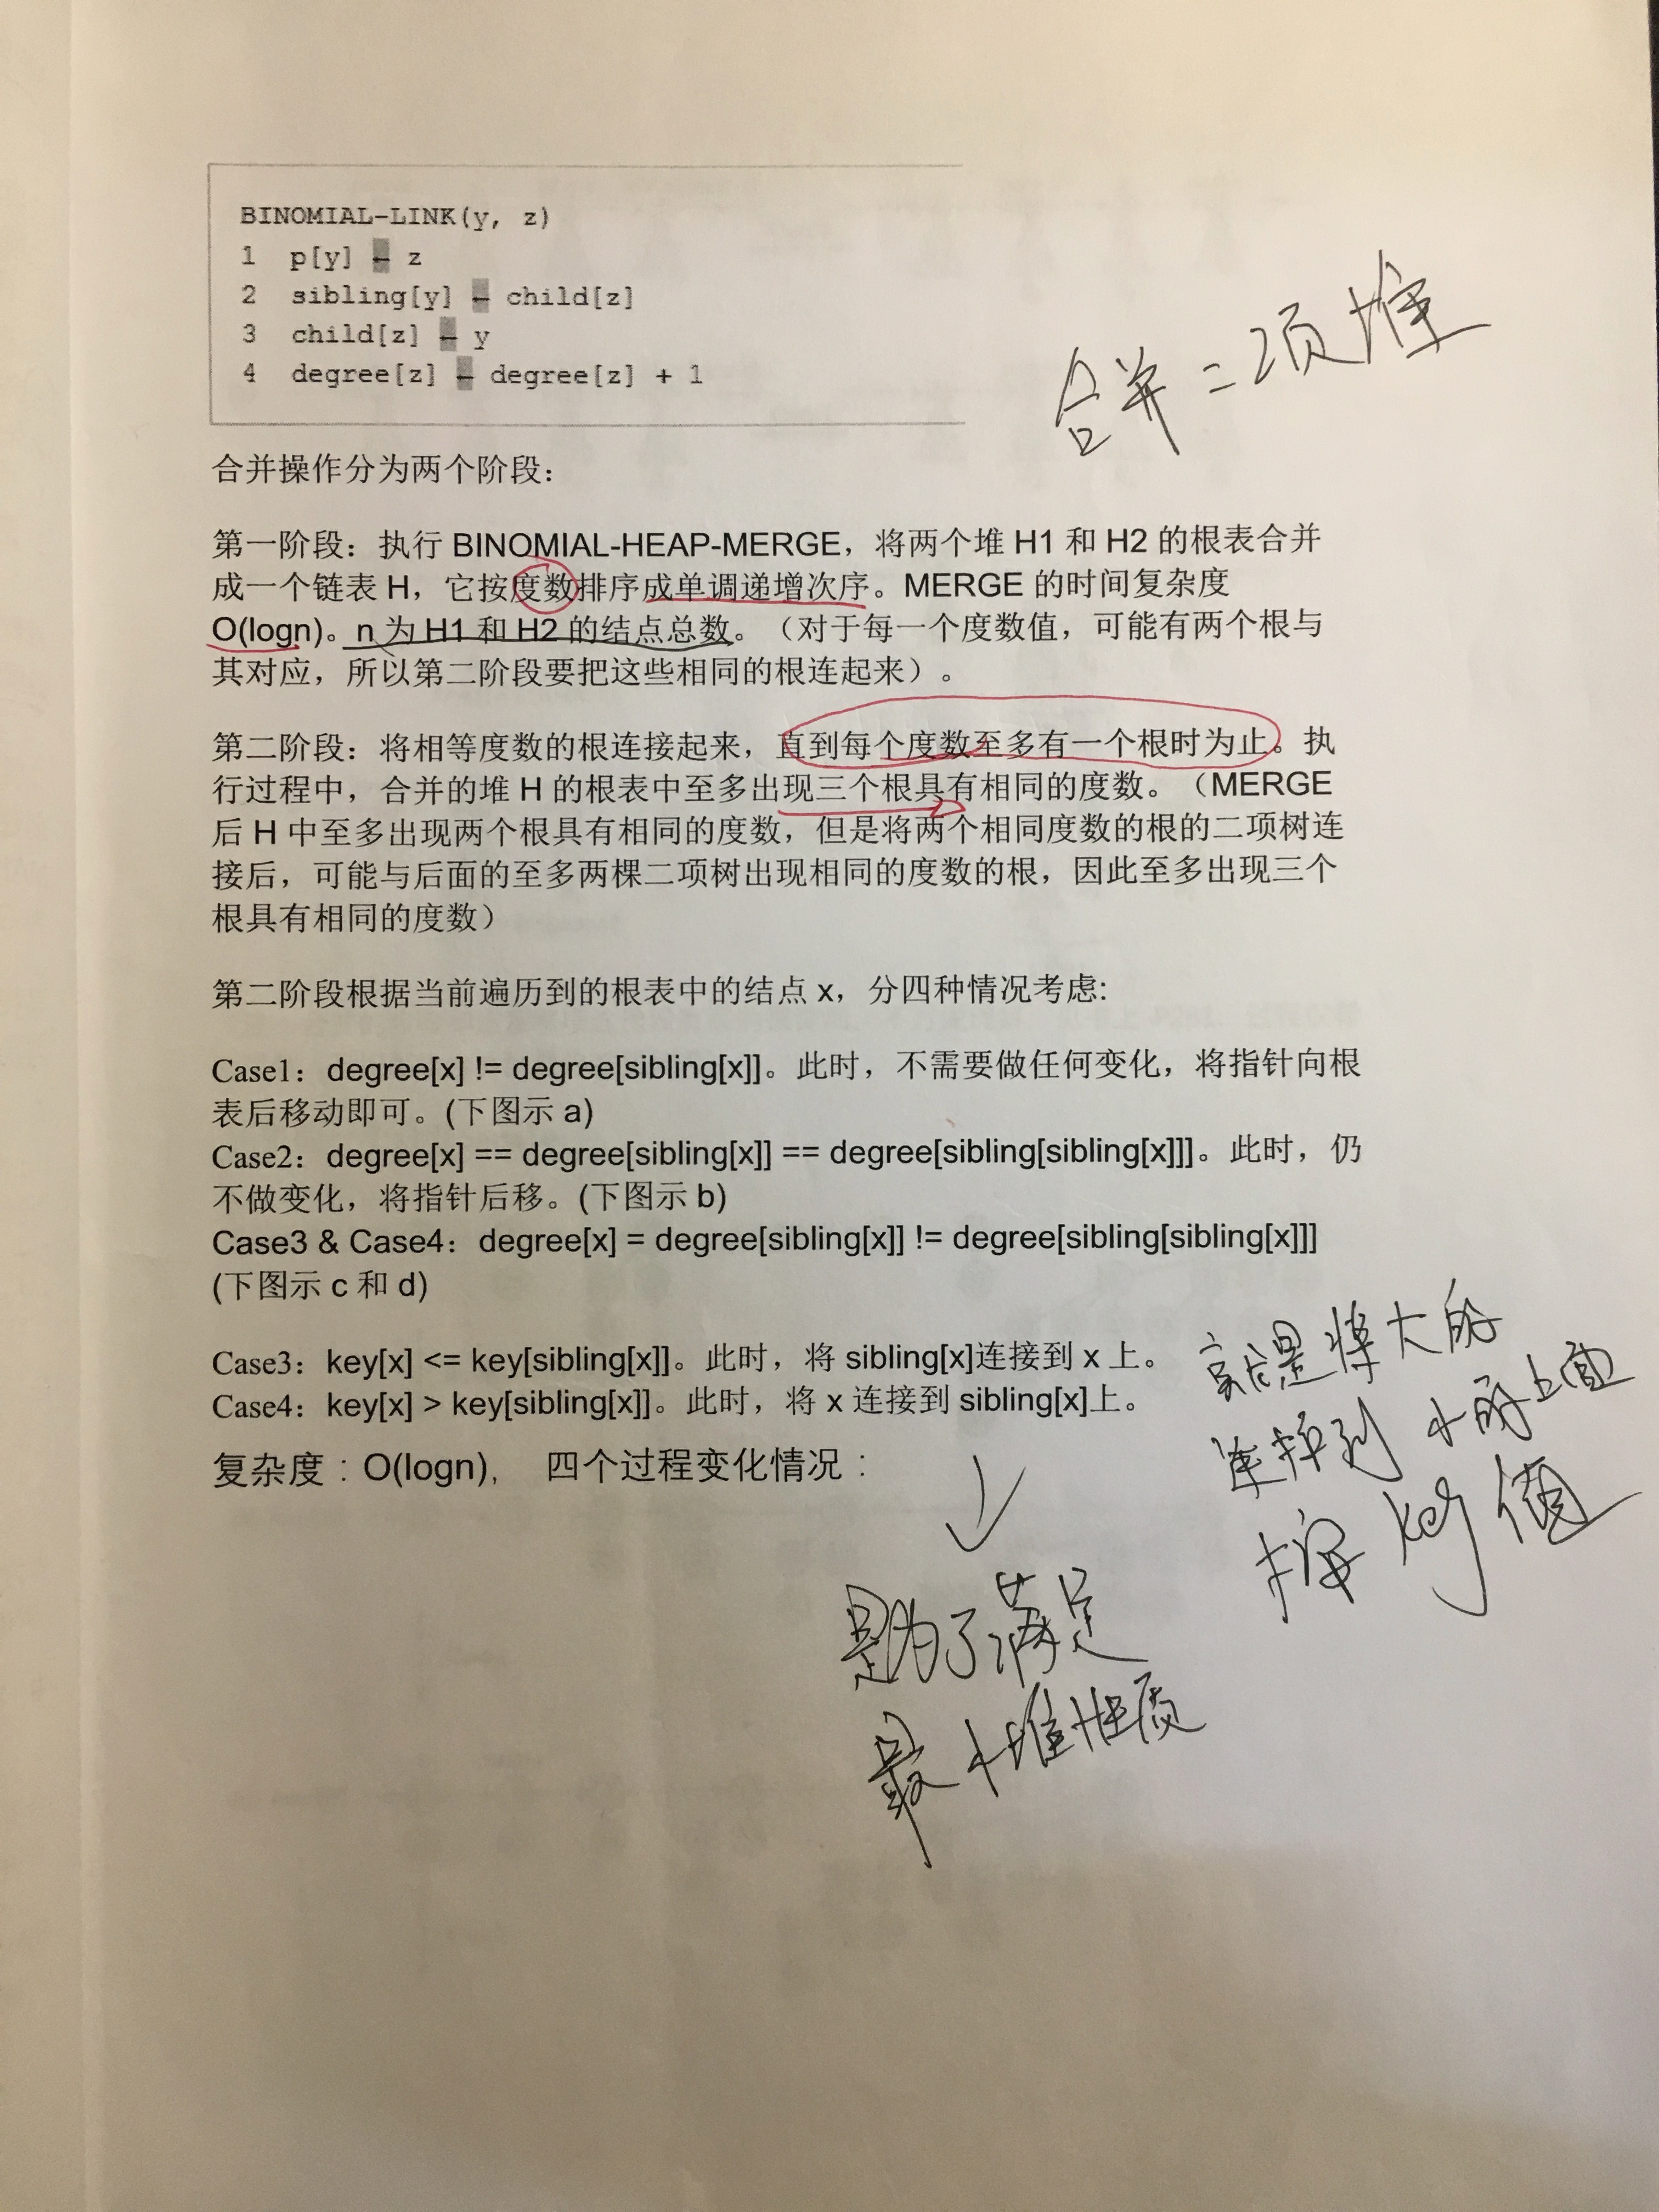 BINOMIAL-LINK(y, z)
1 p[y] ← z
2 sibling[y] ← child[z]
3 child[z] ← y
4 degree[z] ← degree[z] + 1
合并二项堆
合并操作分为两个阶段：
第一阶段：执行 BINOMIAL-HEAP-MERGE，将两个堆 H1 和 H2 的根表合并
成一个链表 H，它按度数排序成单调递增次序。MERGE 的时间复杂度
O(logn)。n 为 H1 和 H2 的结点总数。（对于每一个度数值，可能有两个根与
其对应，所以第二阶段要把这些相同的根连起来）。
第二阶段：将相等度数的根连接起来，直到每个度数至多有一个根时为止。执
行过程中，合并的堆 H 的根表中至多出现三个根具有相同的度数。（MERGE
后 H 中至多出现两个根具有相同的度数，但是将两个相同度数的根的二项树连
接后，可能与后面的至多两棵二项树出现相同的度数的根，因此至多出现三个
根具有相同的度数）
第二阶段根据当前遍历到的根表中的结点 x，分四种情况考虑:
Case1：degree[x] != degree[sibling[x]]。此时，不需要做任何变化，将指针向根
表后移动即可。(下图示 a)
Case2：degree[x] == degree[sibling[x]] == degree[sibling[sibling[x]]]。此时，仍
不做变化，将指针后移。(下图示 b)
Case3 & Case4：degree[x] = degree[sibling[x]] != degree[sibling[sibling[x]]]
(下图示 c 和 d)
Case3：key[x] <= key[sibling[x]]。此时，将 sibling[x]连接到 x 上。
Case4：key[x] > key[sibling[x]]。此时，将 x 连接到 sibling[x]上。
复杂度：O(logn)， 四个过程变化情况：
就是将大的
连接到小的上面
按 key 值
是为了满足
最小堆性质